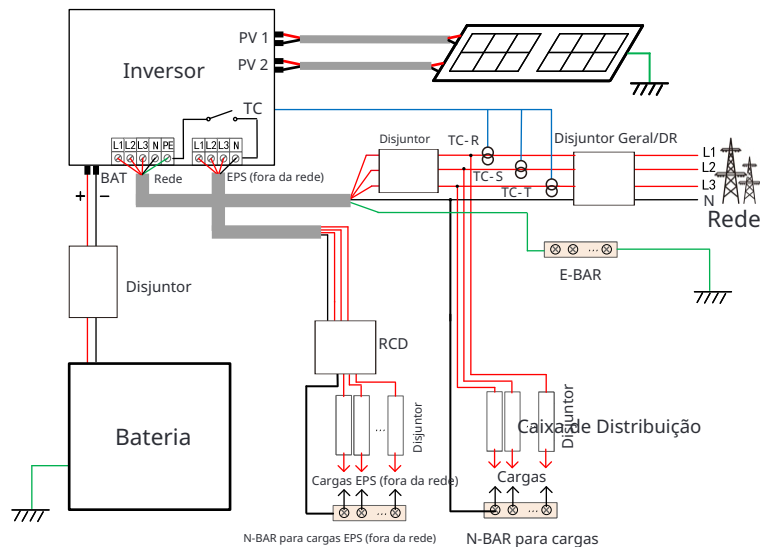 PV 1
Inversor
PV 2
TC
L1 L2 L3 N PE
L1 L2 L3 N
BAT
Rede
EPS (fora da rede)
+
−
Disjuntor
TC-R
TC-S
TC-T
Disjuntor Geral/DR
L1
L2
L3
N
Rede
...
E-BAR
Disjuntor
RCD
Bateria
...
Disjuntor
...
Disjuntor
Caixa de Distribuição
Cargas EPS (fora da rede)
Cargas
...
...
N-BAR para cargas EPS (fora da rede)
N-BAR para cargas